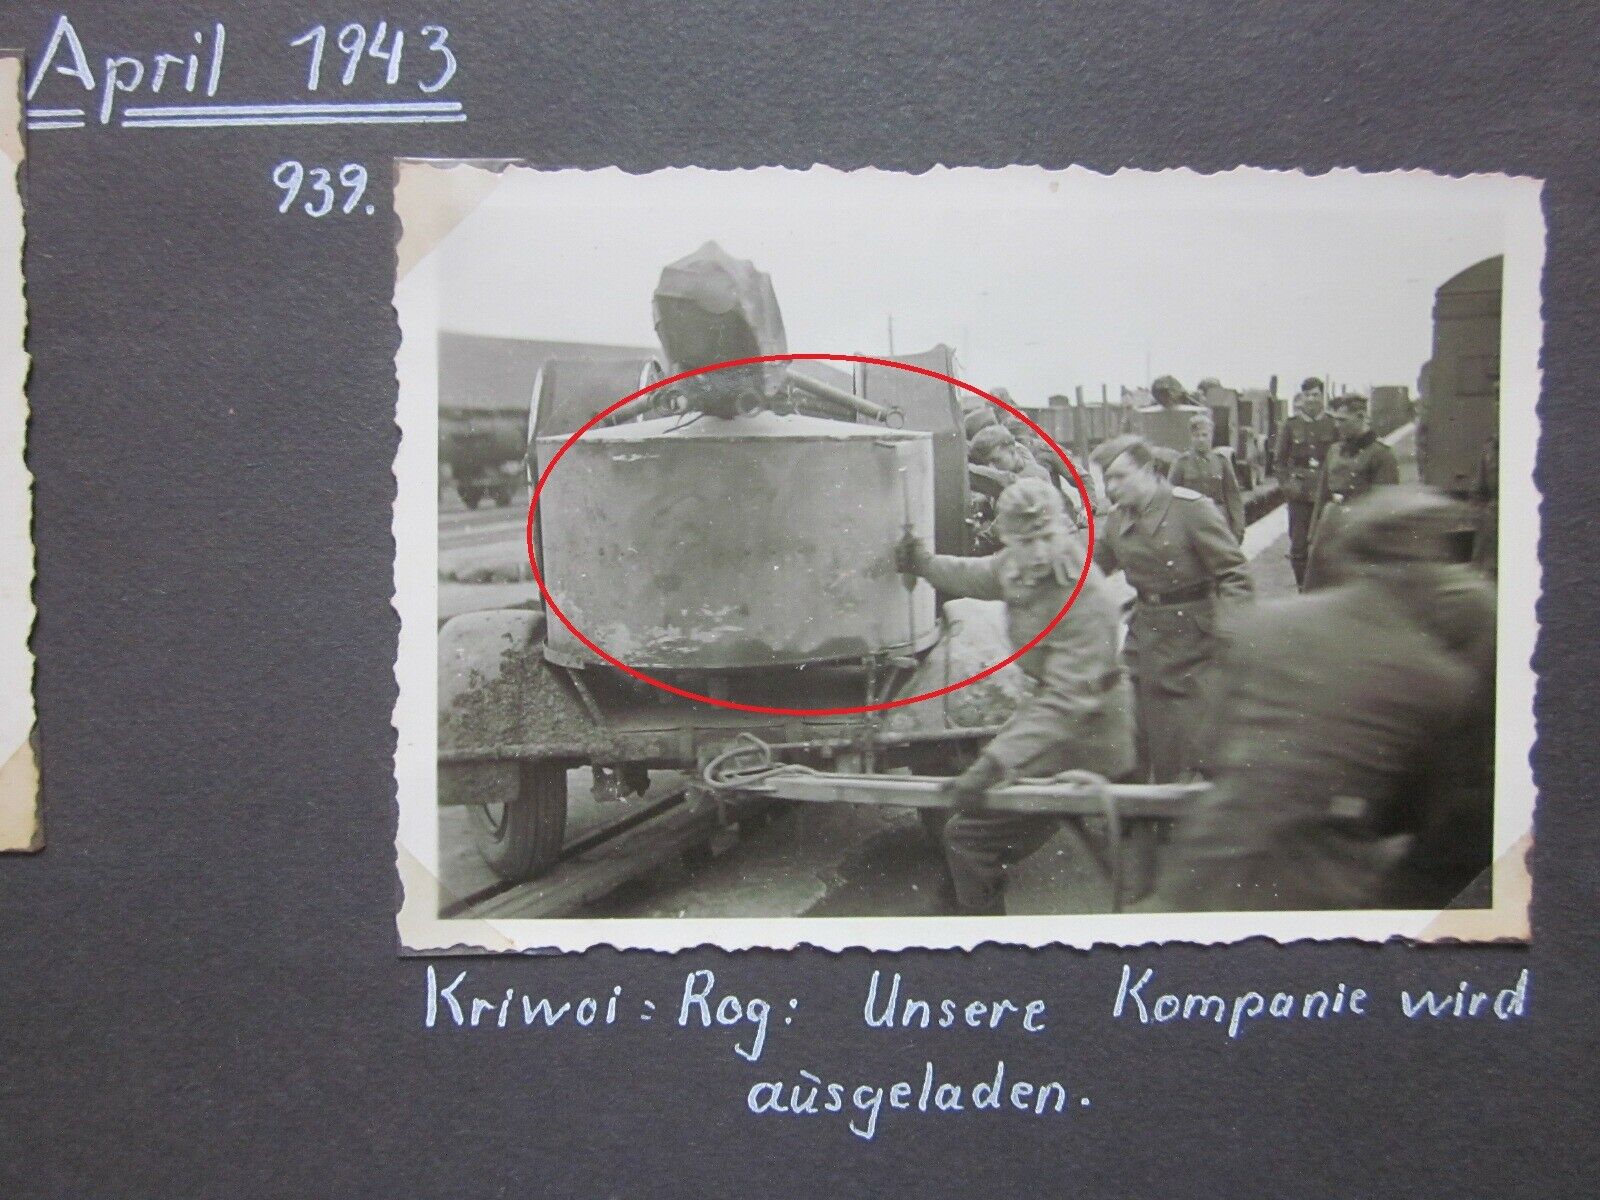 April 1943
939.
Kriwoi = Rog: Unsere Kompanie wird
ausgeladen.